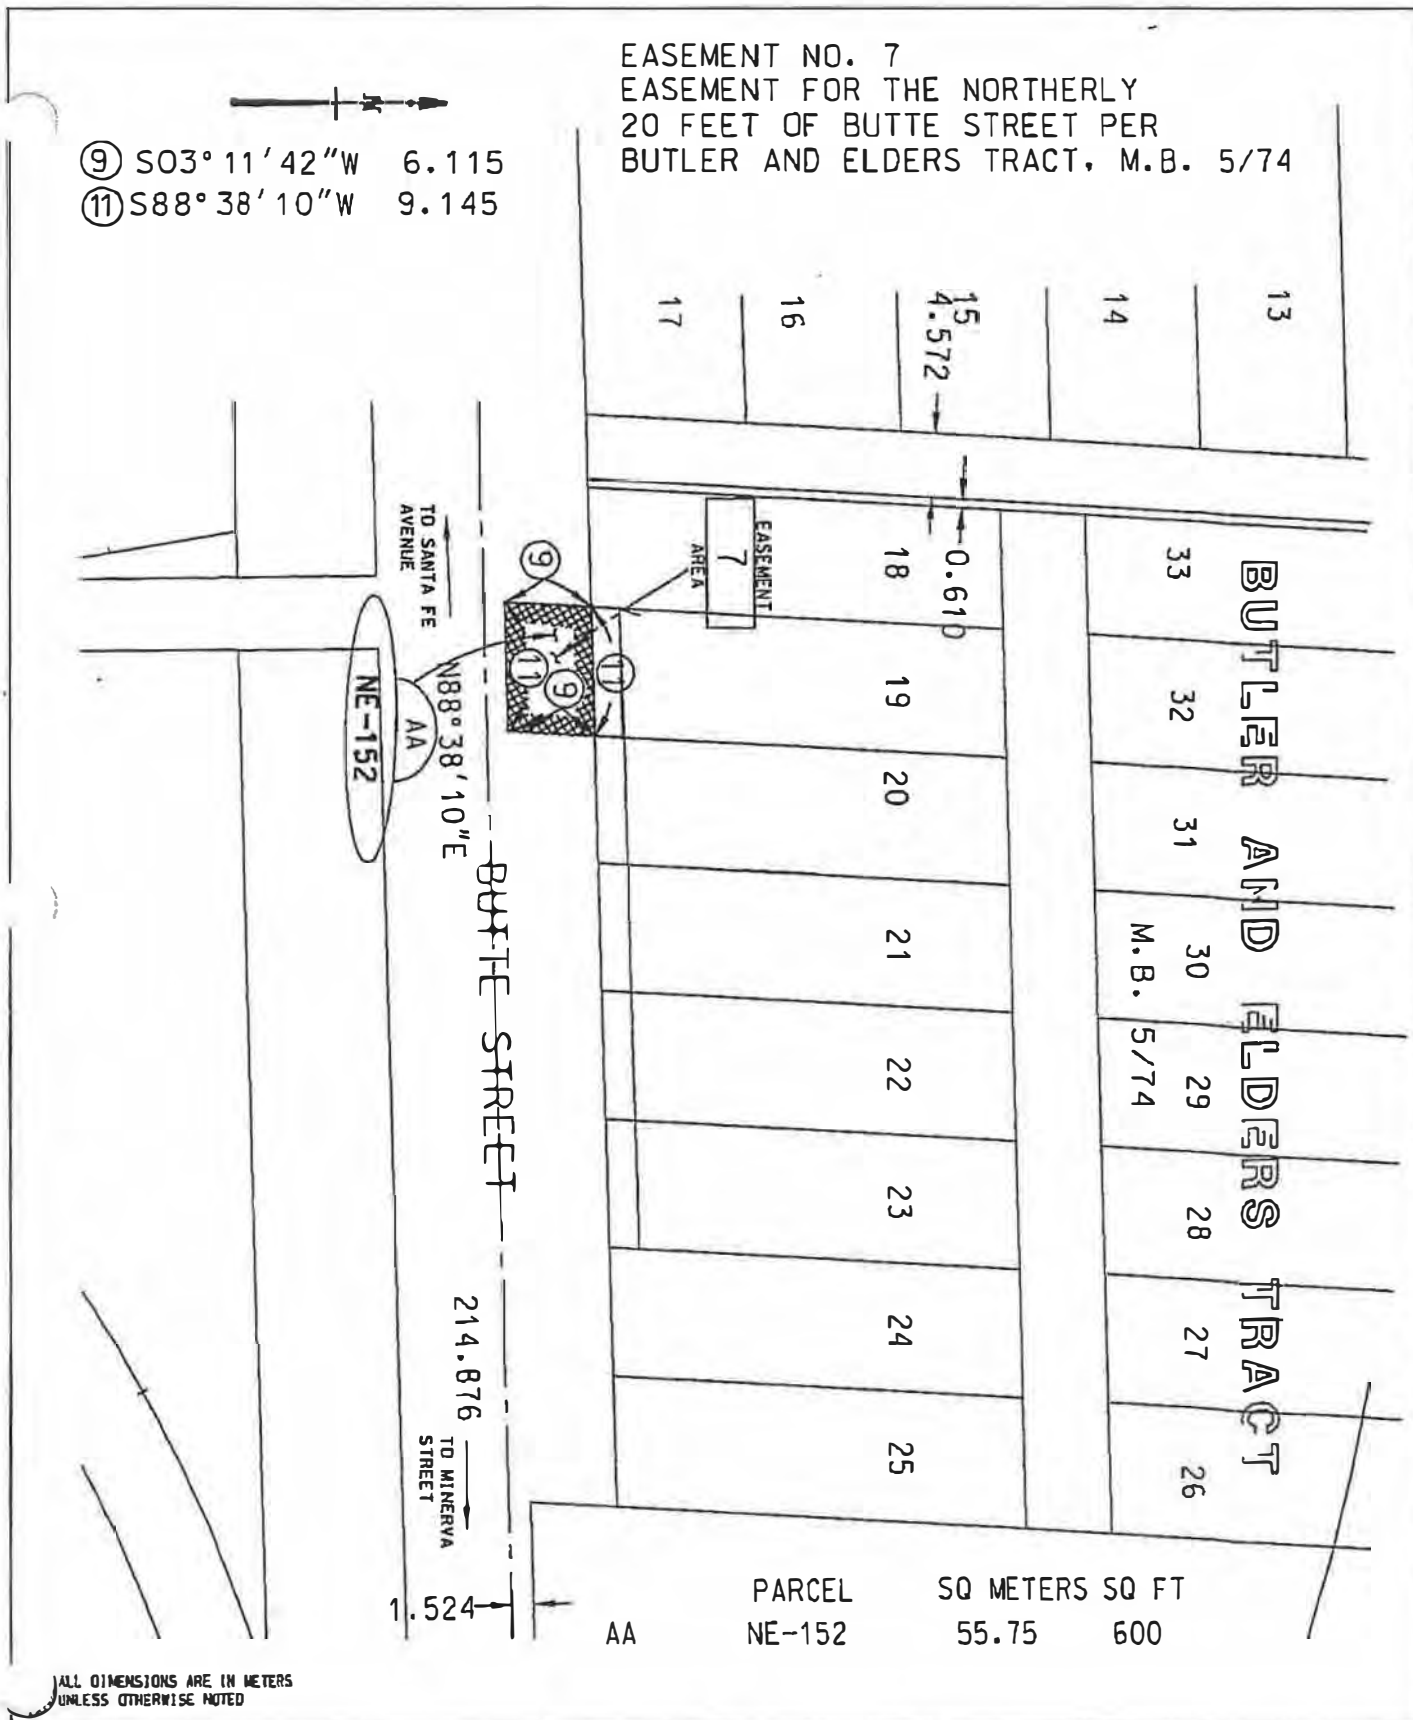 EASEMENT NO. 7
EASEMENT FOR THE NORTHERLY
20 FEET OF BUTTE STREET PER
BUTLER AND ELDERS TRACT, M.B. 5/74
N
9 S03°11'42"W 6.115
11 S88°38'10"W 9.145
17
16
15
14
13
4.572
0.610
TO SANTA FE
AVENUE
EASEMENT
7
AREA
9
11
11
9
NE-152
AA
N88°38'10"E
BUTTE STREET
214.876
TO MINERVA
STREET
1.524
18
19
20
21
22
23
24
25
33
32
31
30
29
28
27
26
M.B. 5/74
BUTLER AND ELDERS TRACT
PARCEL SQ METERS SQ FT
AA NE-152 55.75 600
ALL DIMENSIONS ARE IN METERS
UNLESS OTHERWISE NOTED